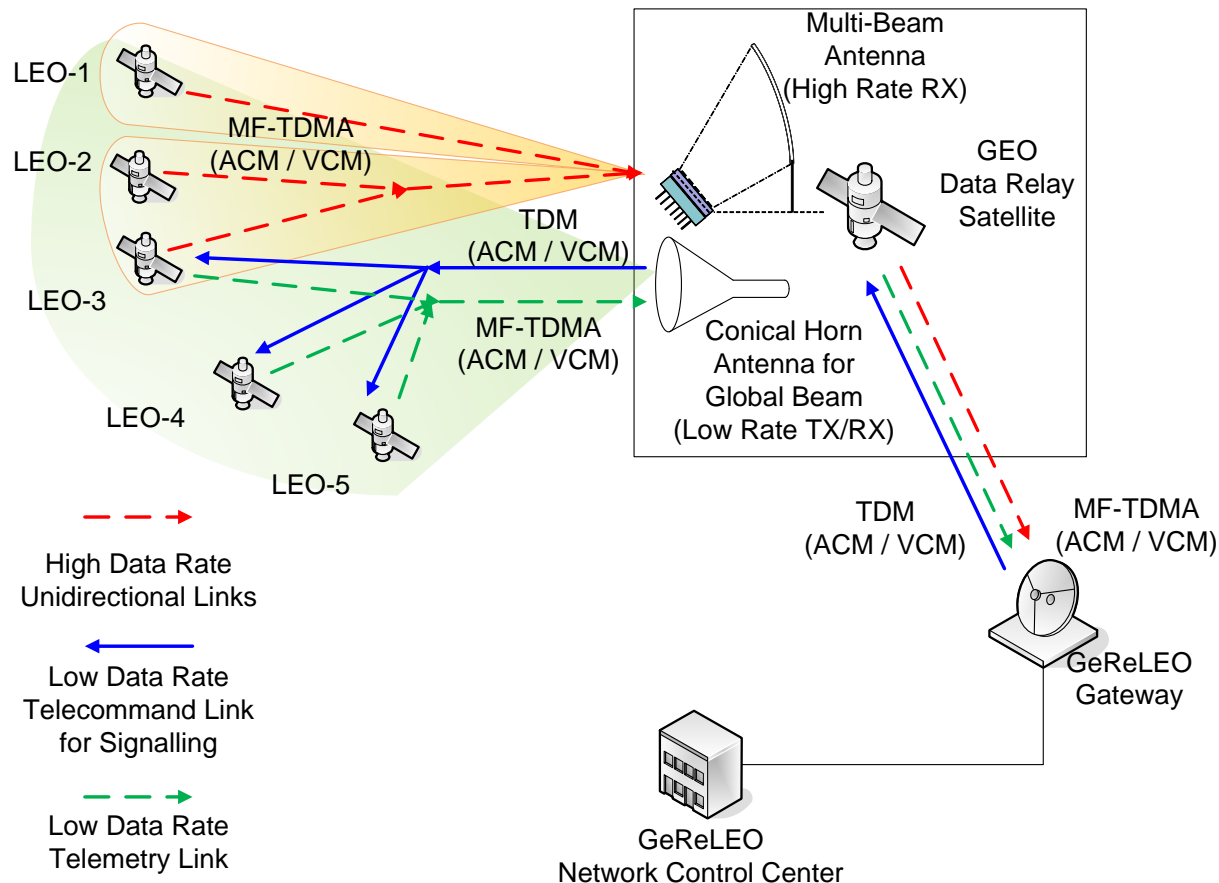 LEO-1
LEO-2
LEO-3
LEO-4
LEO-5
MF-TDMA
(ACM / VCM)
TDM
(ACM / VCM)
MF-TDMA
(ACM / VCM)
Multi-Beam
Antenna
(High Rate RX)
GEO
Data Relay
Satellite
Conical Horn
Antenna for
Global Beam
(Low Rate TX/RX)
TDM
(ACM / VCM)
MF-TDMA
(ACM / VCM)
High Data Rate
Unidirectional Links
Low Data Rate
Telecommand Link
for Signalling
Low Data Rate
Telemetry Link
GeReLEO
Gateway
GeReLEO
Network Control Center